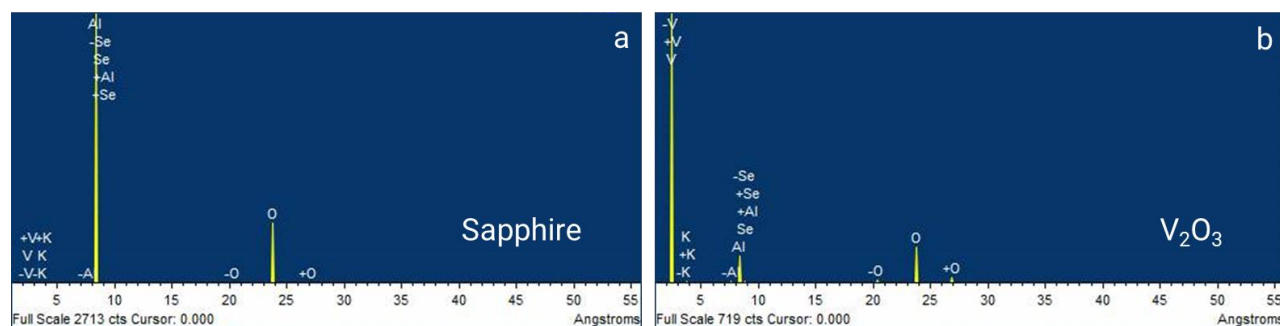 a
Al
-Se
Se
+Al
+Se
O
Sapphire
+V+K
V K
-V-K
-A
-O
+O
5 10 15 20 25 30 35 40 45 50 55
Full Scale 2713 cts Cursor: 0.000 Angstroms
b
-V
+V
V
-Se
+Se
+Al
Se
Al
K
+K
-K
-A
O
-O
+O
V₂O₃
5 10 15 20 25 30 35 40 45 50 55
Full Scale 719 cts Cursor: 0.000 Angstroms